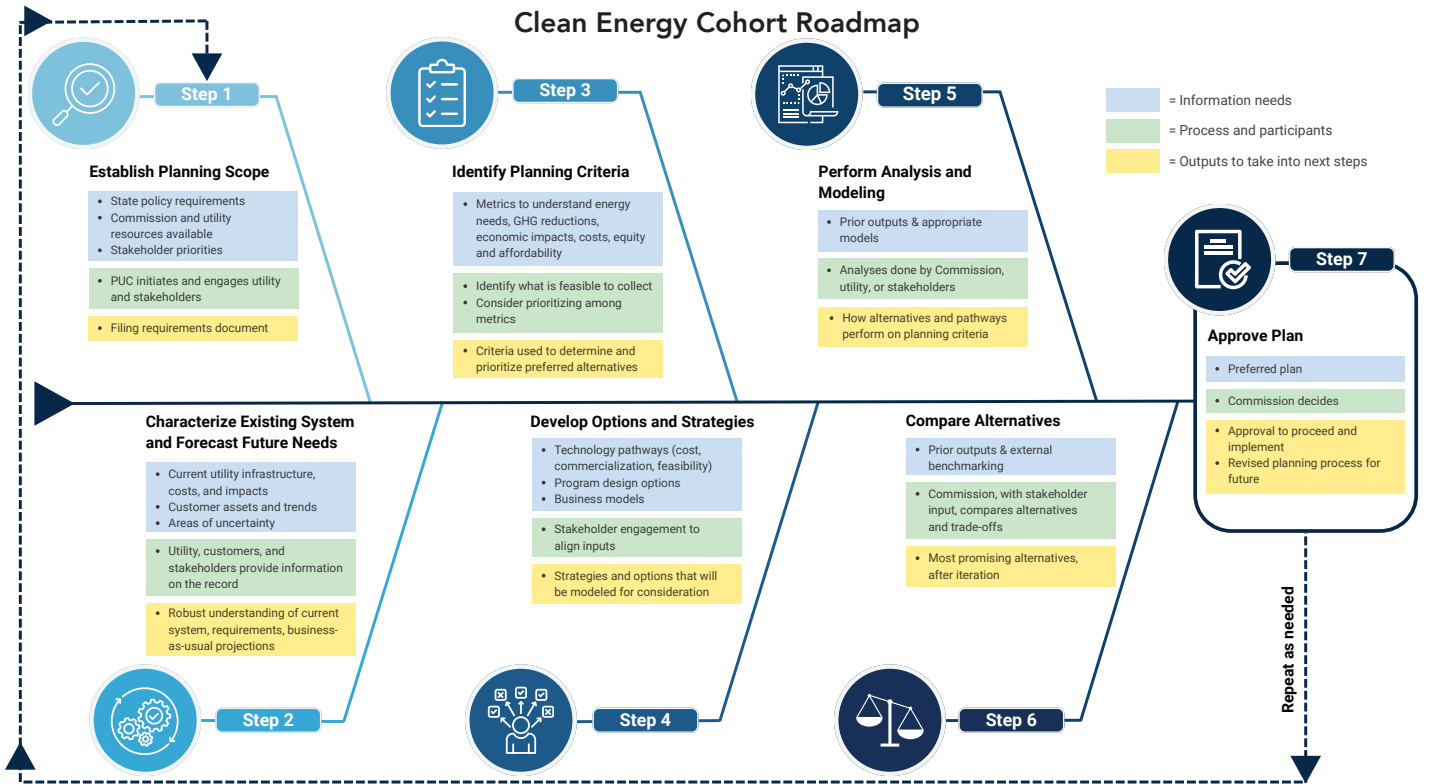 Clean Energy Cohort Roadmap
Step 1
Establish Planning Scope
• State policy requirements
• Commission and utility
resources available
• Stakeholder priorities
• PUC initiates and engages utility
and stakeholders
• Filing requirements document
Step 3
Identify Planning Criteria
• Metrics to understand energy
needs, GHG reductions,
economic impacts, costs, equity
and affordability
• Identify what is feasible to collect
• Consider prioritizing among
metrics
• Criteria used to determine and
prioritize preferred alternatives
Step 5
Perform Analysis and
Modeling
• Prior outputs & appropriate
models
• Analyses done by Commission,
utility, or stakeholders
• How alternatives and pathways
perform on planning criteria
= Information needs
= Process and participants
= Outputs to take into next steps
Step 7
Approve Plan
• Preferred plan
• Commission decides
• Approval to proceed and
implement
• Revised planning process for
future
Characterize Existing System
and Forecast Future Needs
• Current utility infrastructure,
costs, and impacts
• Customer assets and trends
• Areas of uncertainty
• Utility, customers, and
stakeholders provide information
on the record
• Robust understanding of current
system, requirements, business-
as-usual projections
Step 2
Develop Options and Strategies
• Technology pathways (cost,
commercialization, feasibility)
• Program design options
• Business models
• Stakeholder engagement to
align inputs
• Strategies and options that will
be modeled for consideration
Step 4
Compare Alternatives
• Prior outputs & external
benchmarking
• Commission, with stakeholder
input, compares alternatives
and trade-offs
• Most promising alternatives,
after iteration
Step 6
Repeat as needed